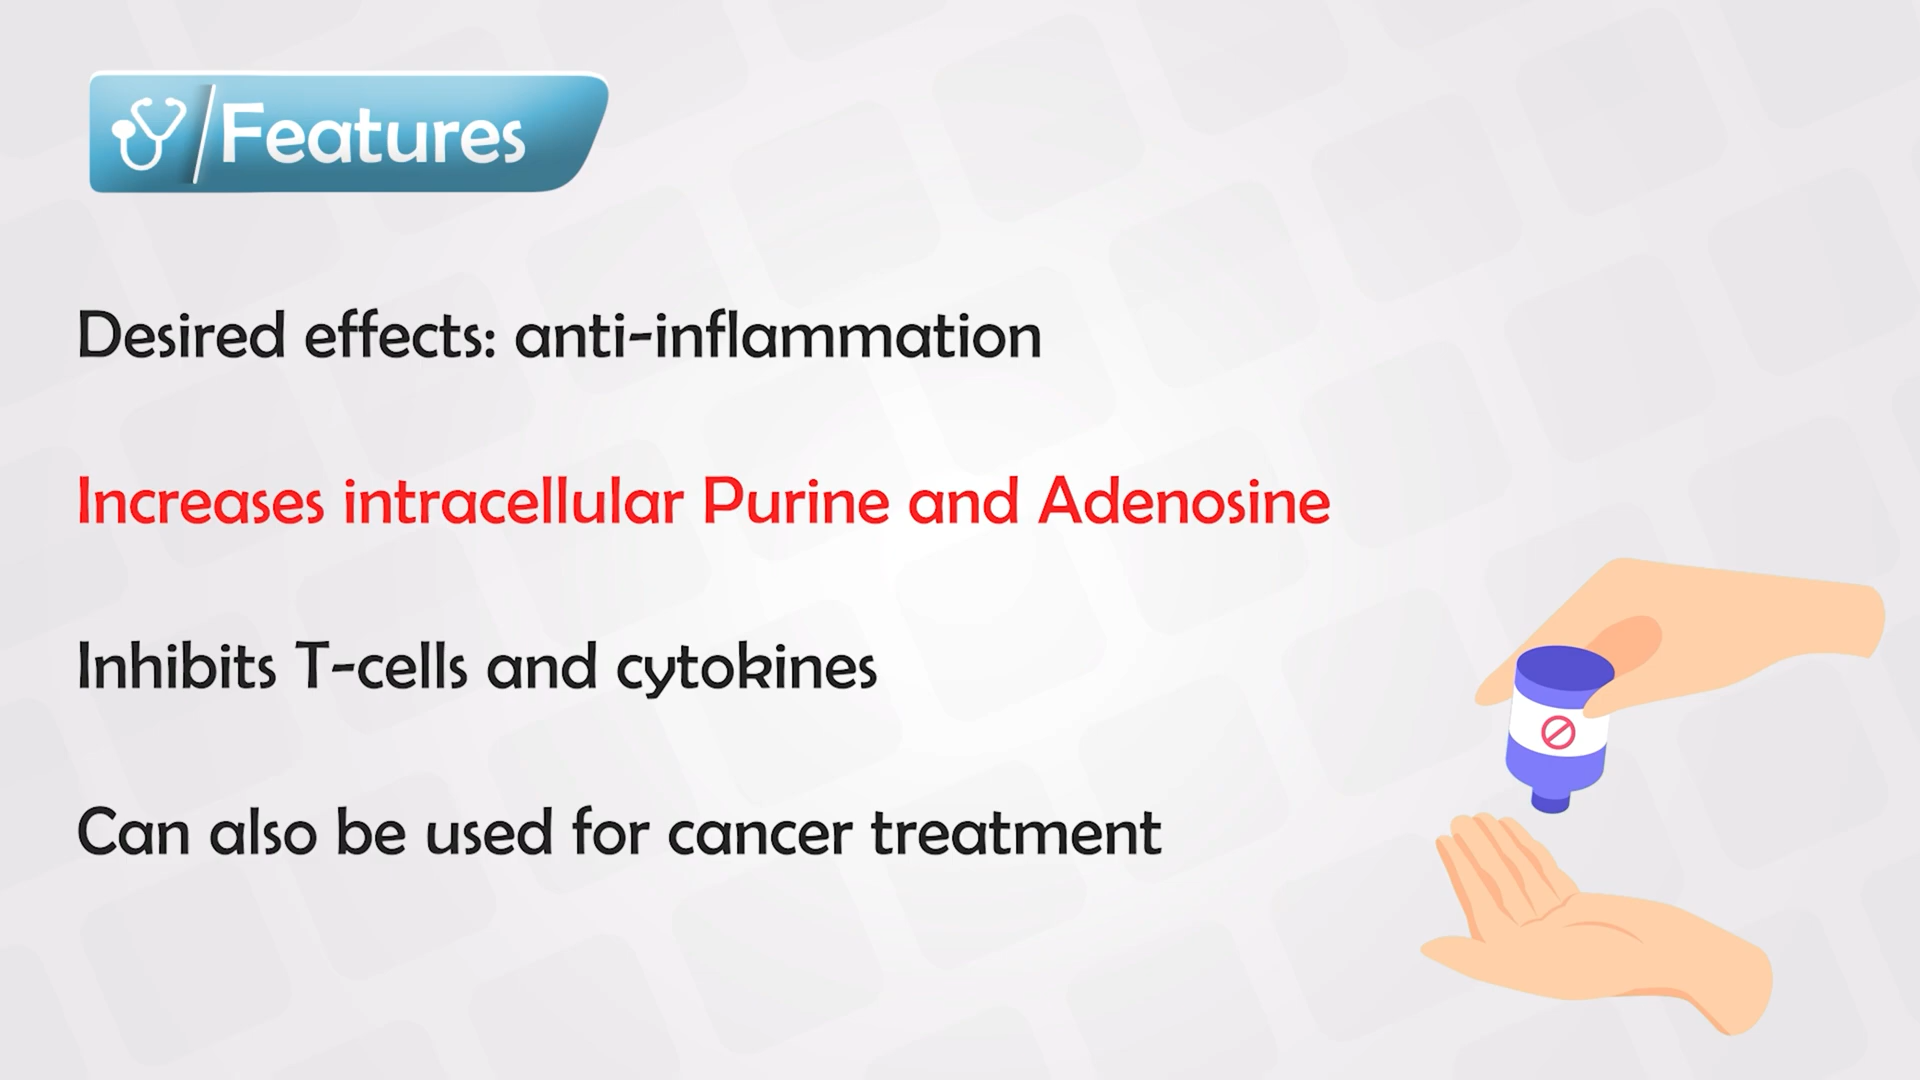 Features
Desired effects: anti-inflammation
Increases intracellular Purine and Adenosine
Inhibits T-cells and cytokines
Can also be used for cancer treatment